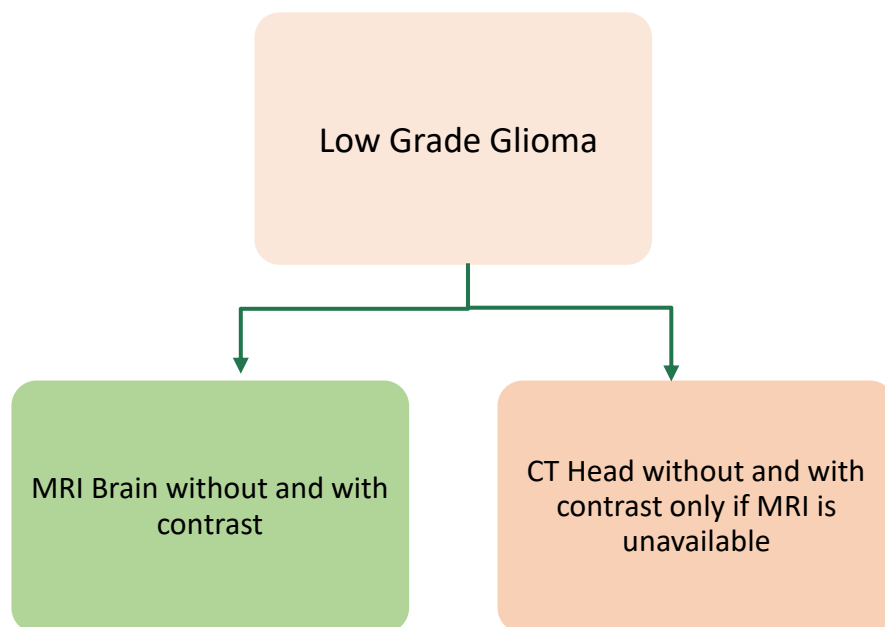 Low Grade Glioma
MRI Brain without and with
contrast
CT Head without and with
contrast only if MRI is
unavailable